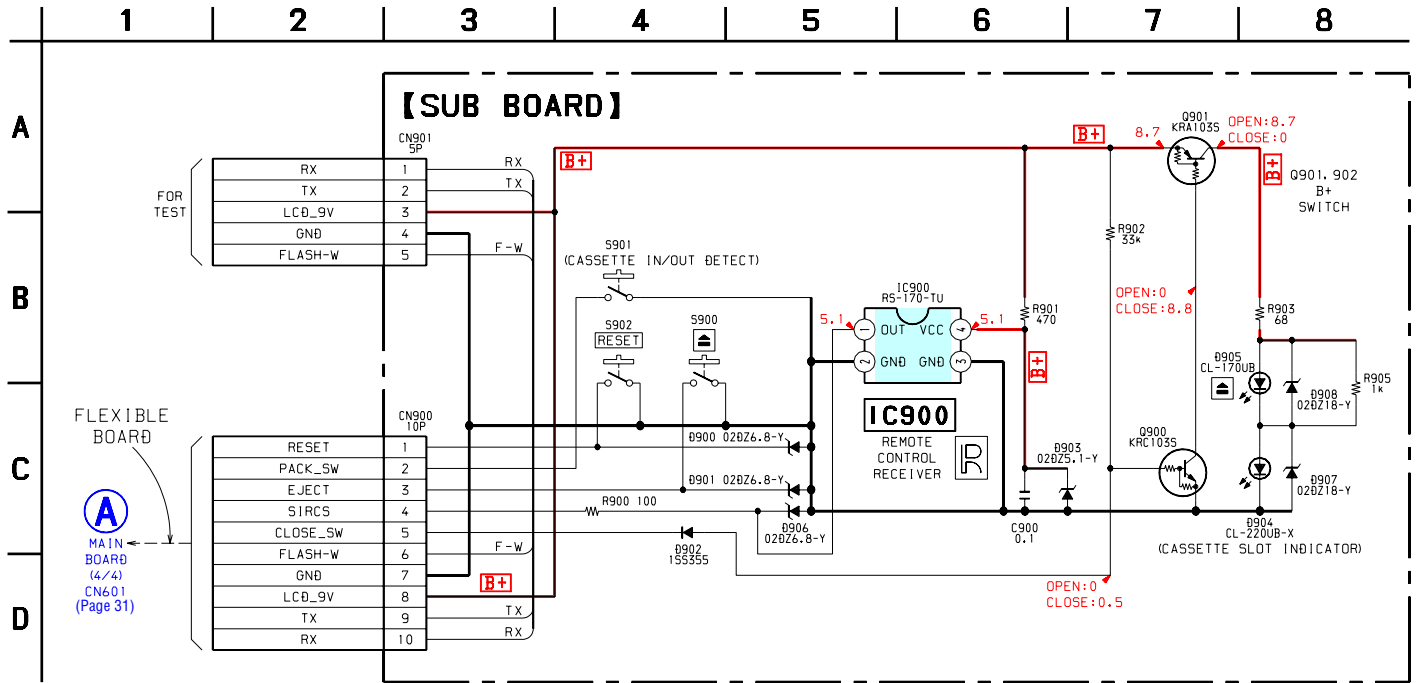 1 2 3 4 5 6 7 8
A
B
C
D
【SUB BOARD】
CN901
5P
FOR
TEST
RX 1 RX
TX 2 TX
LCD_9V 3
GND 4
FLASH-W 5 F-W
B+
B+
8.7
Q901
KRA103S
OPEN:8.7
CLOSE:0
B+
Q901.902
B+
SWITCH
R902
33k
S901
(CASSETTE IN/OUT DETECT)
S902
RESET
S900
IC900
RS-170-TU
5.1
1 OUT VCC 4
5.1
2 GND GND 3
R901
470
B+
OPEN:0
CLOSE:8.8
R903
68
D905
CL-170UB
D908
02DZ18-Y
R905
1k
IC900
REMOTE
CONTROL
RECEIVER
R
D903
02DZ5.1-Y
Q900
KRC103S
D907
02DZ18-Y
C900
0.1
D904
CL-220UB-X
(CASSETTE SLOT INDICATOR)
FLEXIBLE
BOARD
A
MAIN
BOARD
(4/4)
CN601
(Page 31)
CN900
10P
RESET 1
PACK_SW 2
EJECT 3
SIRCS 4
CLOSE_SW 5
FLASH-W 6 F-W
GND 7
LCD_9V 8
TX 9 TX
RX 10 RX
B+
D900 02DZ6.8-Y
D901 02DZ6.8-Y
R900 100
D906
02DZ6.8-Y
D902
1SS355
OPEN:0
CLOSE:0.5